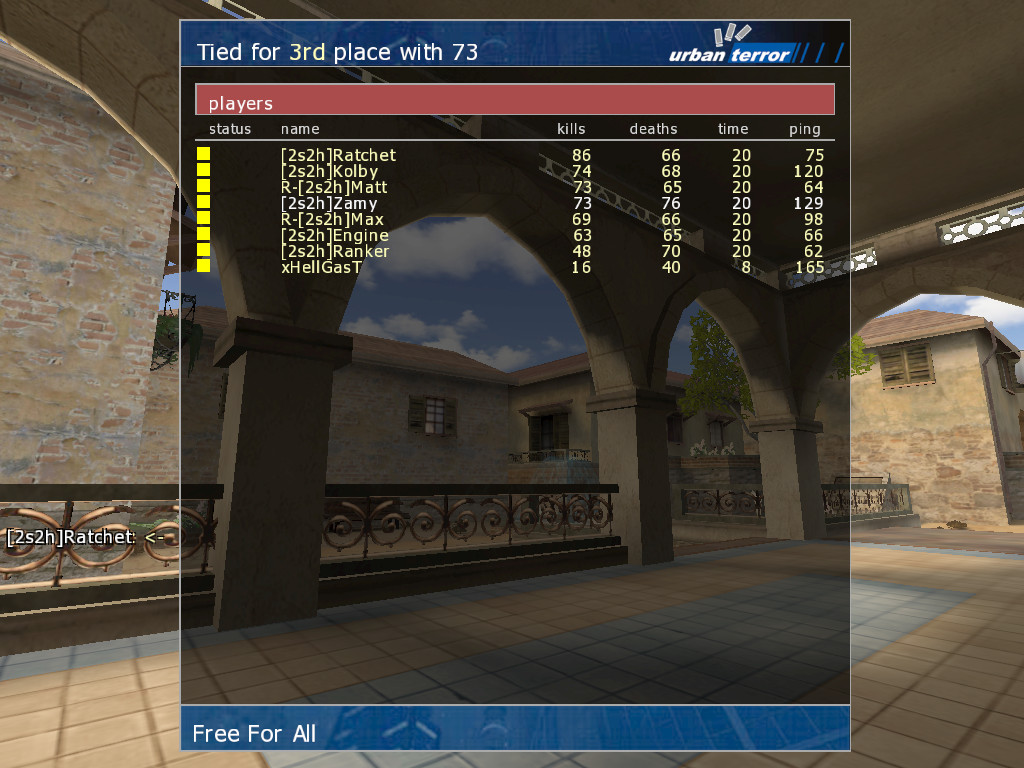 Tied for 3rd place with 73
urban terror
players
status name kills deaths time ping
[2s2h]Ratchet 86 66 20 75
[2s2h]Kolby 74 68 20 120
R-[2s2h]Matt 73 65 20 64
[2s2h]Zamy 73 76 20 129
R-[2s2h]Max 69 66 20 98
[2s2h]Engine 63 65 20 66
[2s2h]Ranker 48 70 20 62
xHellGasT 16 40 8 165
[2s2h]Ratchet: <-
Free For All